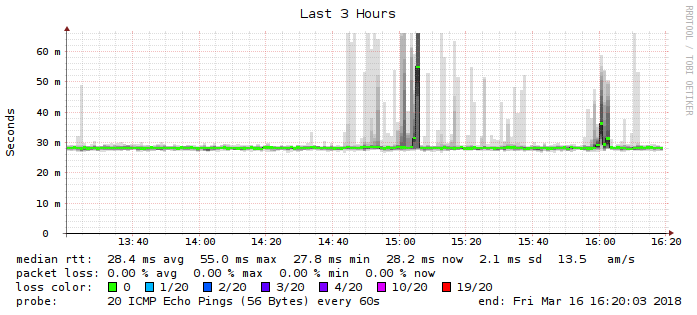 Last 3 Hours
RRDTOOL / TOBI OETIKER
Seconds
60 m
50 m
40 m
30 m
20 m
10 m
0
13:40 14:00 14:20 14:40 15:00 15:20 15:40 16:00 16:20
median rtt: 28.4 ms avg 55.0 ms max 27.8 ms min 28.2 ms now 2.1 ms sd 13.5 am/s
packet loss: 0.00 % avg 0.00 % max 0.00 % min 0.00 % now
loss color: 0 1/20 2/20 3/20 4/20 10/20 19/20
probe: 20 ICMP Echo Pings (56 Bytes) every 60s end: Fri Mar 16 16:20:03 2018